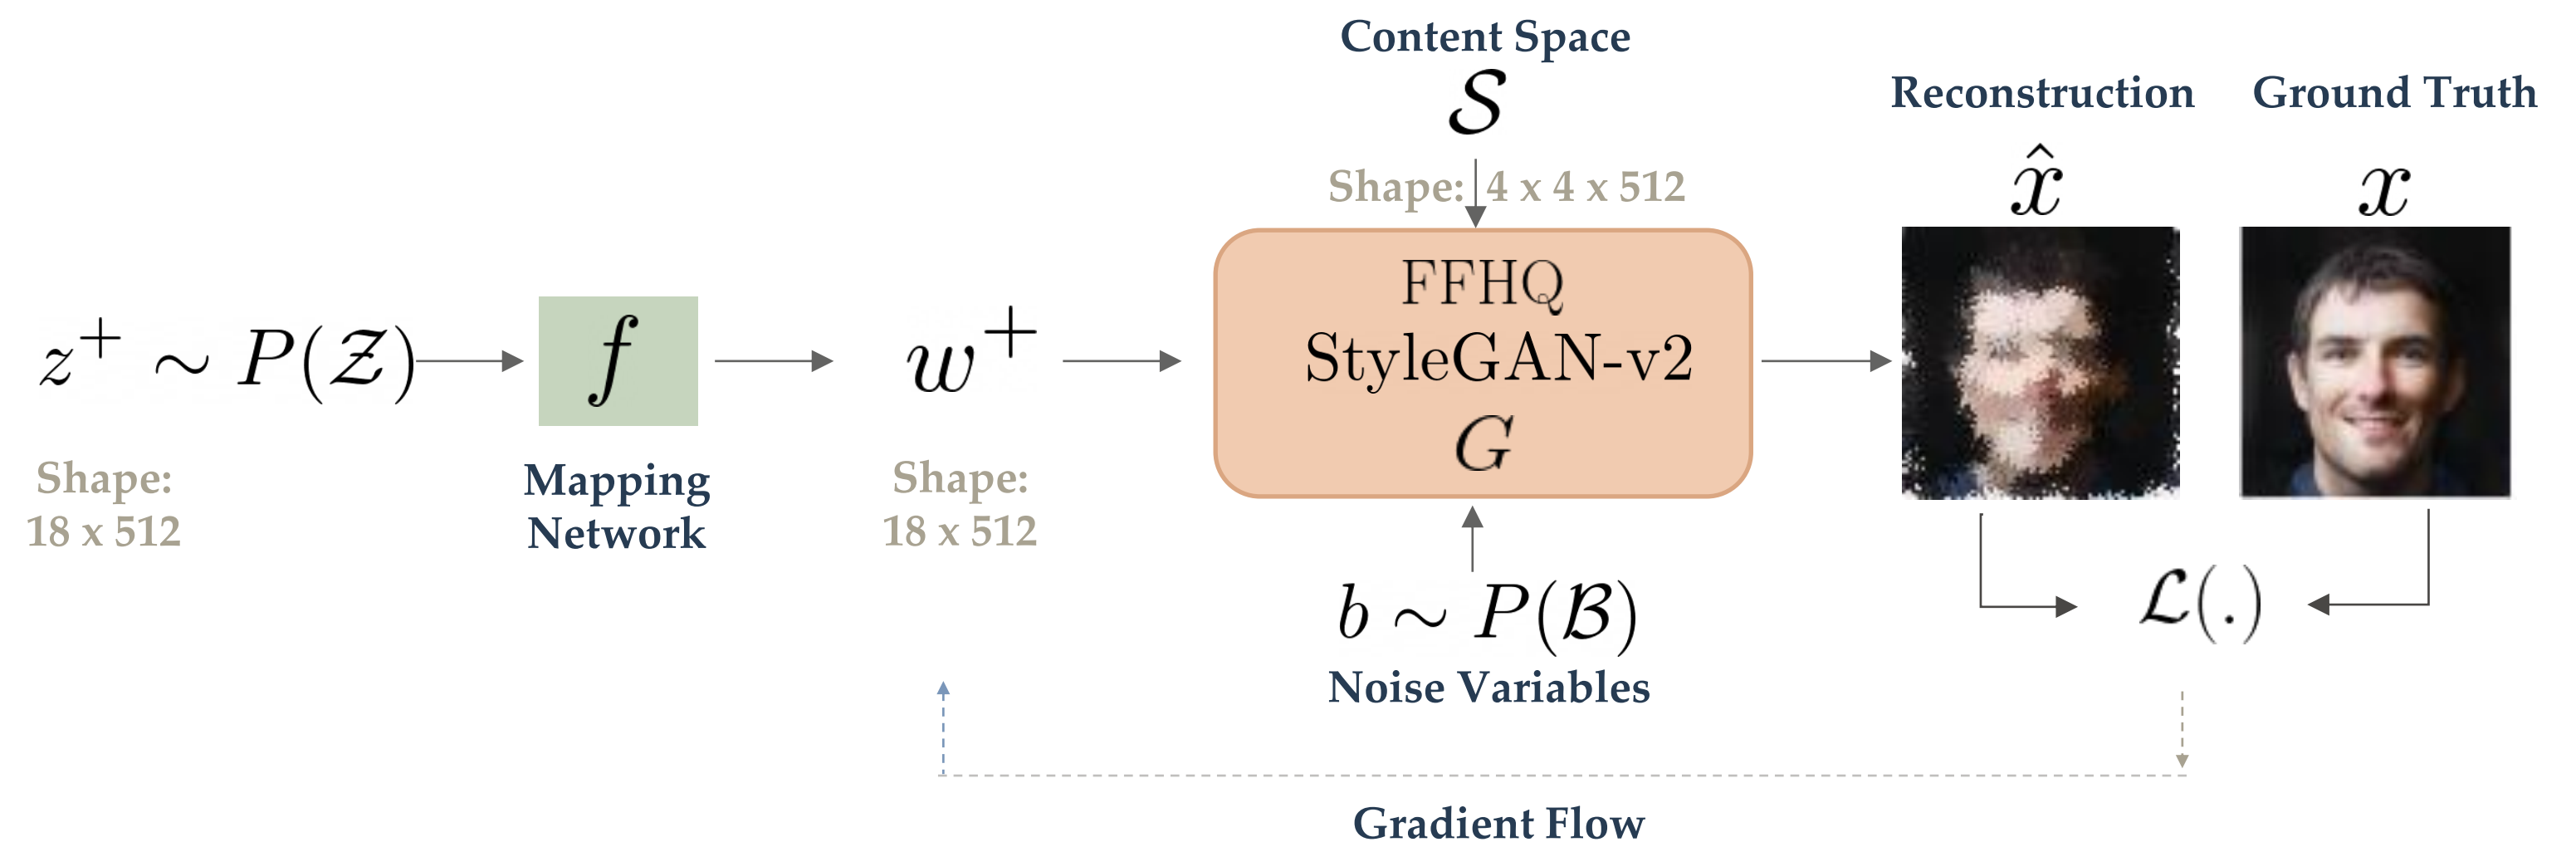 Content Space
𝒮
Shape: 4 x 4 x 512
Reconstruction
Ground Truth
x̂
x
z⁺ ∼ P(𝒵)
f
w⁺
FFHQ
StyleGAN-v2
G
Shape:
18 x 512
Mapping
Network
Shape:
18 x 512
b ∼ P(ℬ)
Noise Variables
ℒ(.)
Gradient Flow